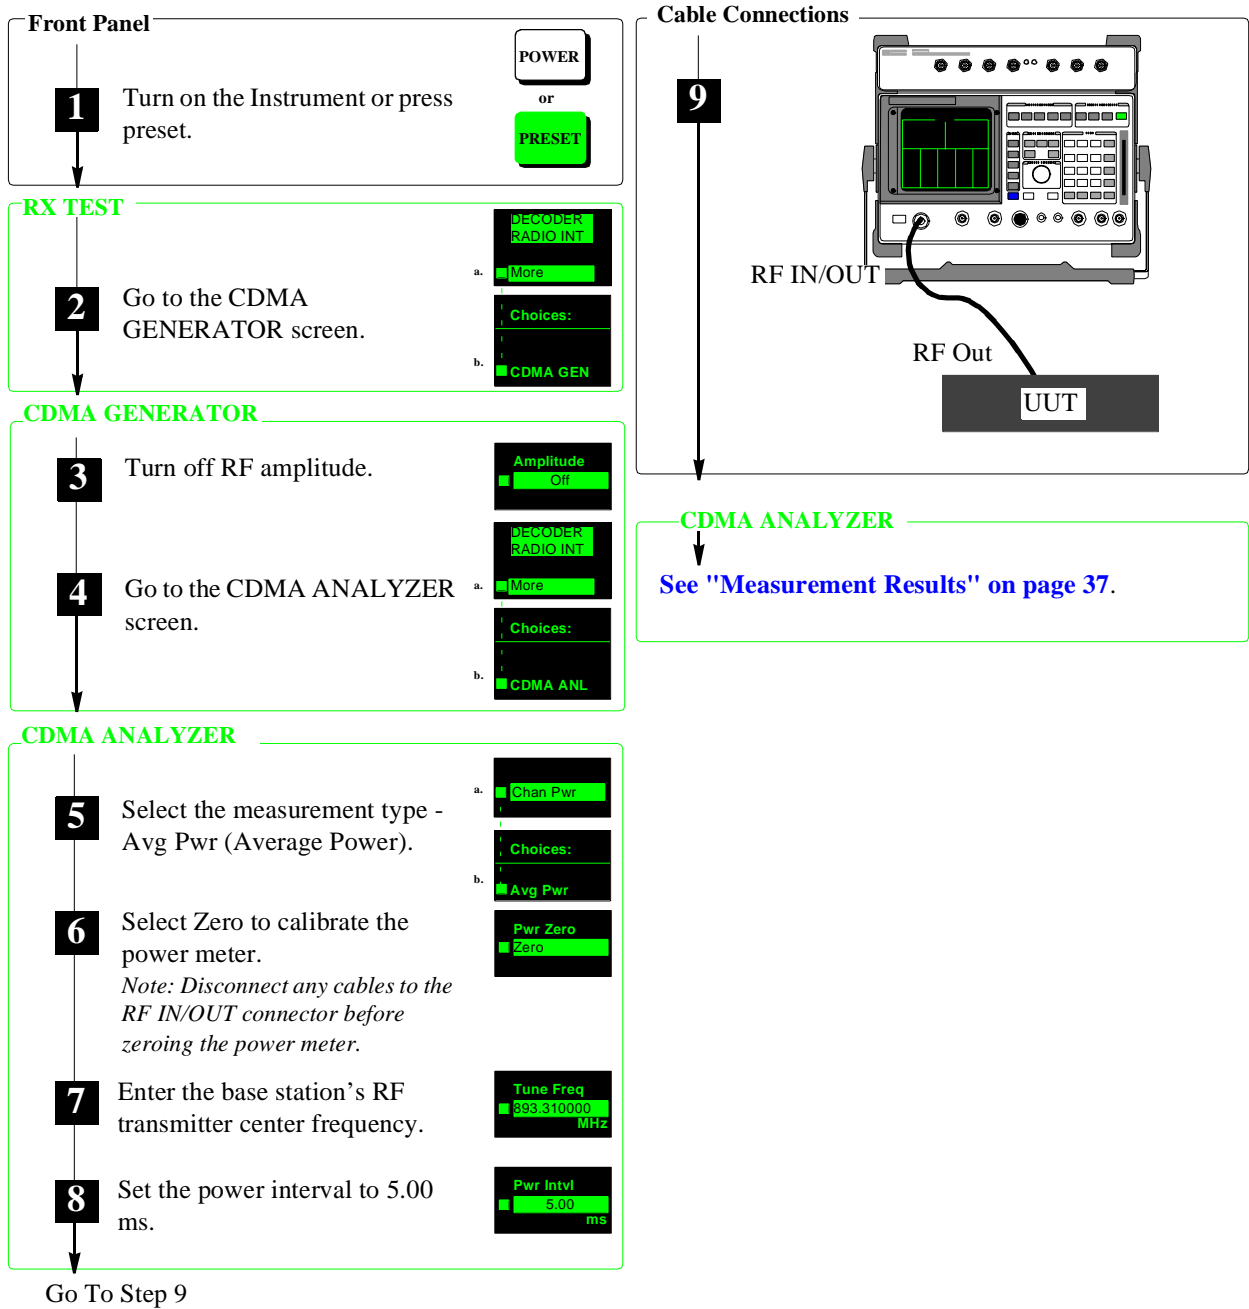 Front Panel
1
Turn on the Instrument or press
preset.
POWER
or
PRESET
RX TEST
2
Go to the CDMA
GENERATOR screen.
DECODER
RADIO INT
a.
More
Choices:
b.
CDMA GEN
CDMA GENERATOR
3
Turn off RF amplitude.
Amplitude
Off
4
Go to the CDMA ANALYZER
screen.
DECODER
RADIO INT
a.
More
Choices:
b.
CDMA ANL
CDMA ANALYZER
5
Select the measurement type -
Avg Pwr (Average Power).
a.
Chan Pwr
Choices:
b.
Avg Pwr
6
Select Zero to calibrate the
power meter.
Note: Disconnect any cables to the
RF IN/OUT connector before
zeroing the power meter.
Pwr Zero
Zero
7
Enter the base station’s RF
transmitter center frequency.
Tune Freq
893.310000
MHz
8
Set the power interval to 5.00
ms.
Pwr Intvl
5.00
ms
Go To Step 9
Cable Connections
9
RF IN/OUT
RF Out
UUT
CDMA ANALYZER
See "Measurement Results" on page 37.